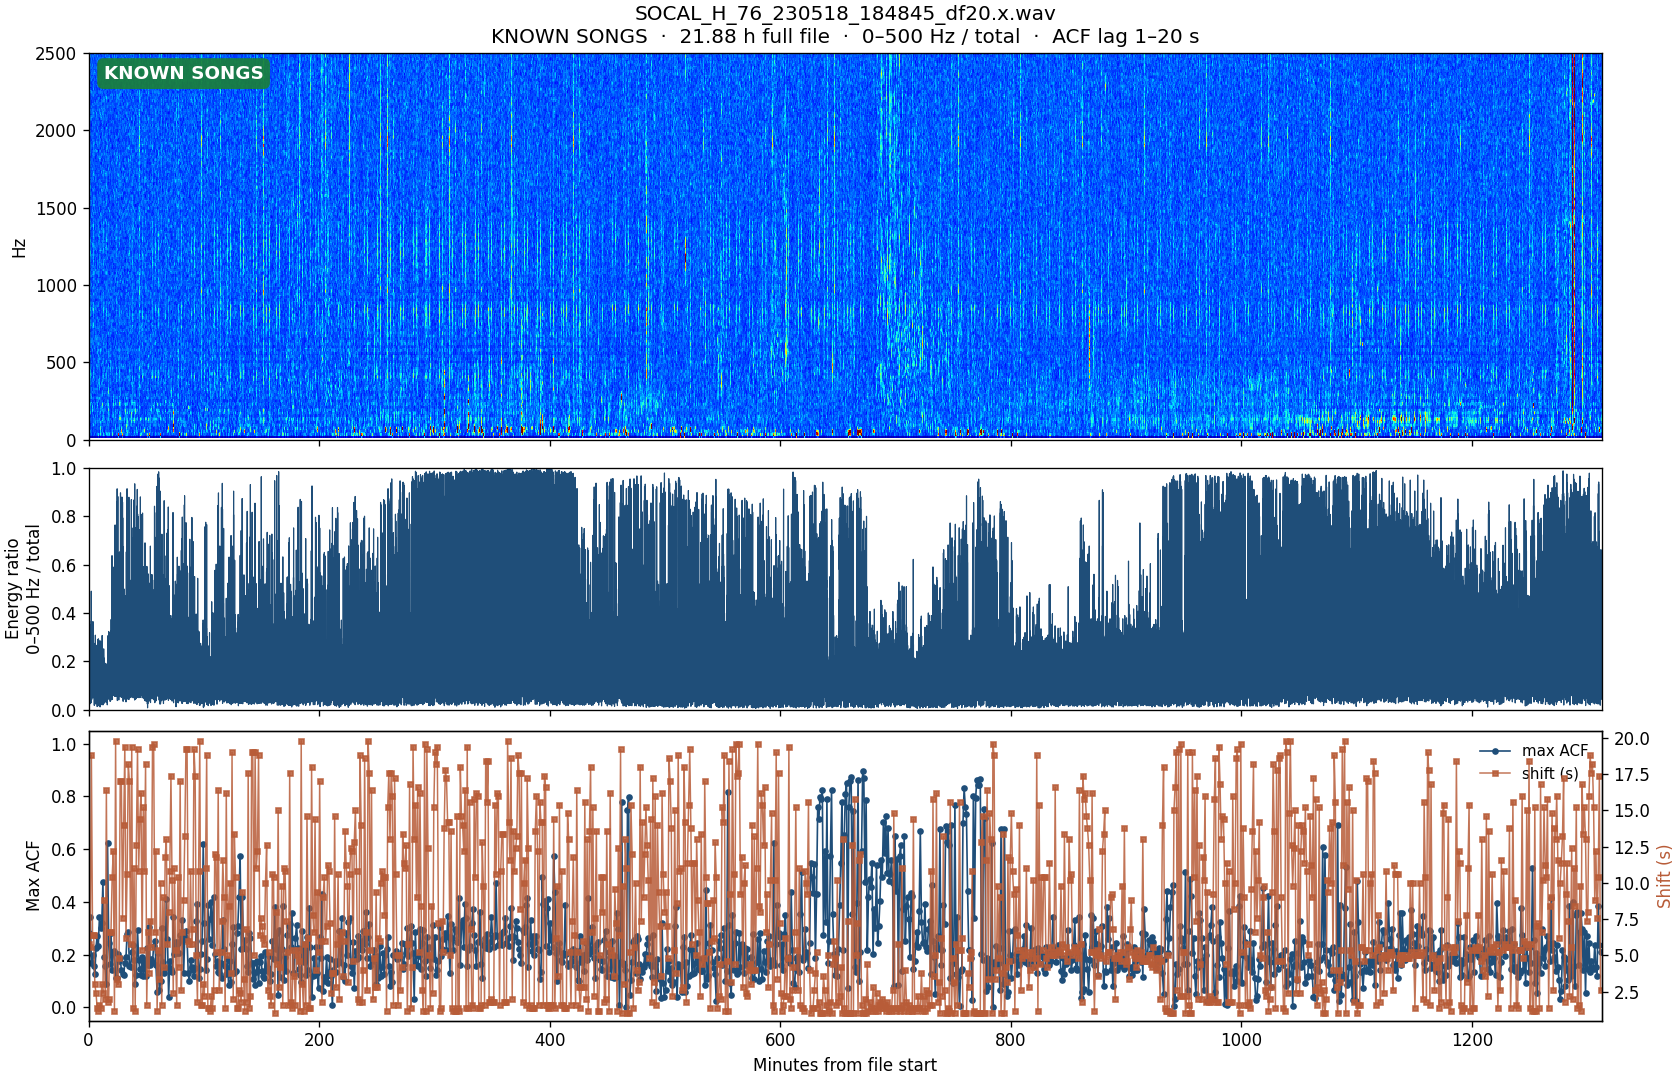 SOCAL_H_76_230518_184845_df20.x.wav
KNOWN SONGS · 21.88 h full file · 0–500 Hz / total · ACF lag 1–20 s
KNOWN SONGS
2500
2000
1500
1000
500
0
Hz
1.0
0.8
0.6
0.4
0.2
0.0
Energy ratio
0–500 Hz / total
1.0
0.8
0.6
0.4
0.2
0.0
Max ACF
max ACF
shift (s)
20.0
17.5
15.0
12.5
10.0
7.5
5.0
2.5
Shift (s)
0 200 400 600 800 1000 1200
Minutes from file start